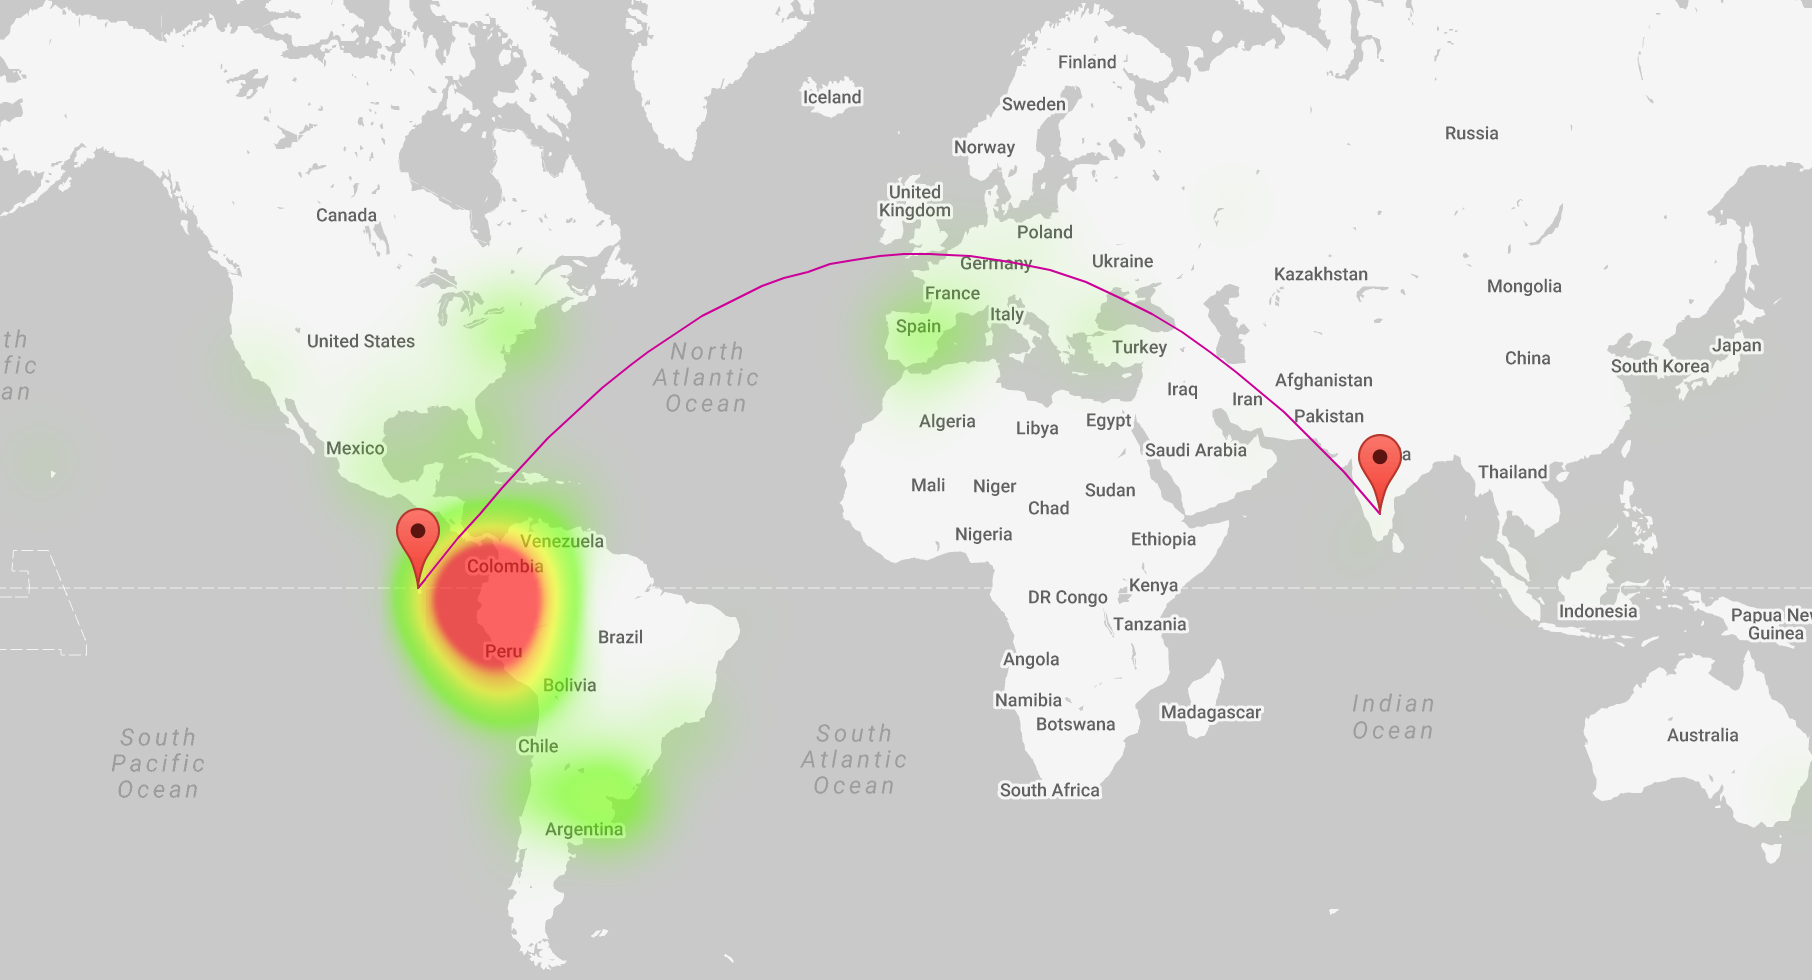 Finland
Iceland
Sweden
Russia
Norway
United
Kingdom
Canada
Poland
Ukraine
Germany
Kazakhstan
Mongolia
France
Italy
Spain
United States
Turkey
Japan
China
South Korea
North
Atlantic
Ocean
Afghanistan
Iraq
Iran
Pakistan
Algeria
Libya
Egypt
Mexico
Saudi Arabia
Thailand
Mali
Niger
Sudan
Chad
Nigeria
Ethiopia
Venezuela
Colombia
Kenya
DR Congo
Indonesia
Papua New
Guinea
Tanzania
Brazil
Peru
Angola
Bolivia
Namibia
Botswana
Madagascar
Indian
Ocean
South
Pacific
Ocean
South
Atlantic
Ocean
Chile
Australia
South Africa
Argentina